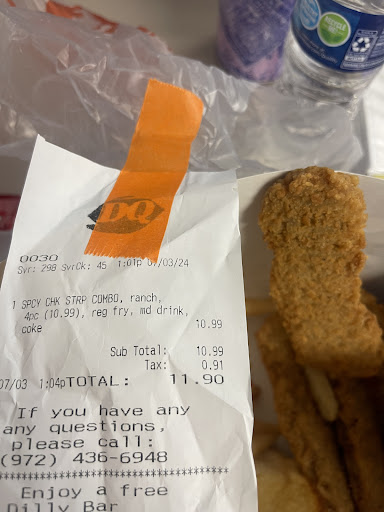 DQ
0030
Svr: 298 SvrCk: 45 1:01p 07/03/24
1 SPCY CHK STRP COMBO, ranch,
4pc (10.99), reg fry, md drink,
coke 10.99
Sub Total: 10.99
Tax: 0.91
07/03 1:04pTOTAL: 11.90
If you have any
any questions,
please call:
(972) 436-6948
Enjoy a free
Dilly Bar